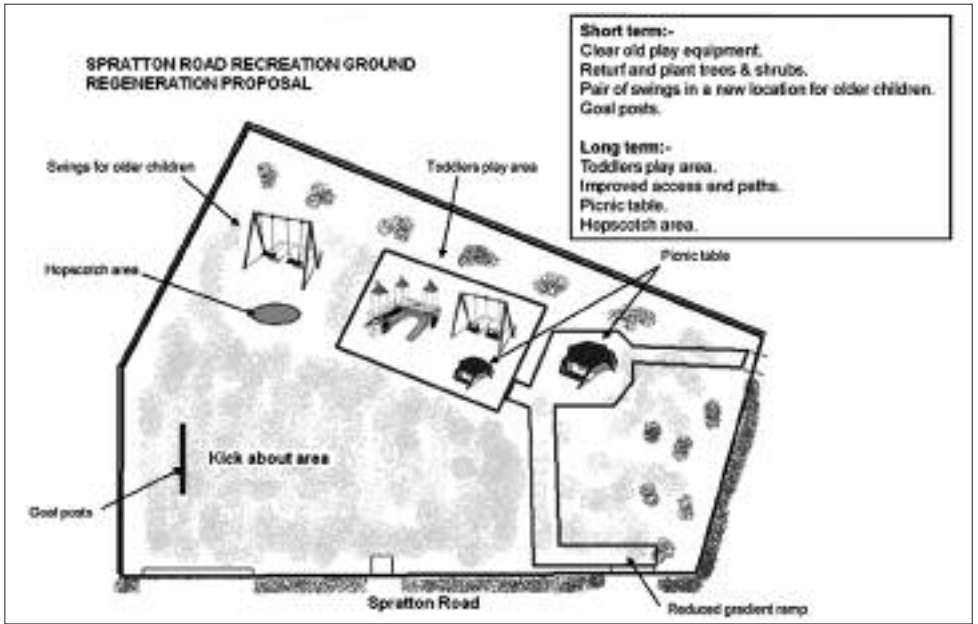 SPRATTON ROAD RECREATION GROUND
REGENERATION PROPOSAL
Short term:-
Clear old play equipment.
Returf and plant trees & shrubs.
Pair of swings in a new location for older children.
Goal posts.
Long term:-
Toddlers play area.
Improved access and paths.
Picnic table.
Hopscotch area.
Swings for older children
Toddlers play area
Picnic table
Hopscotch area
Kick about area
Goal posts
Spratton Road
Reduced gradient ramp